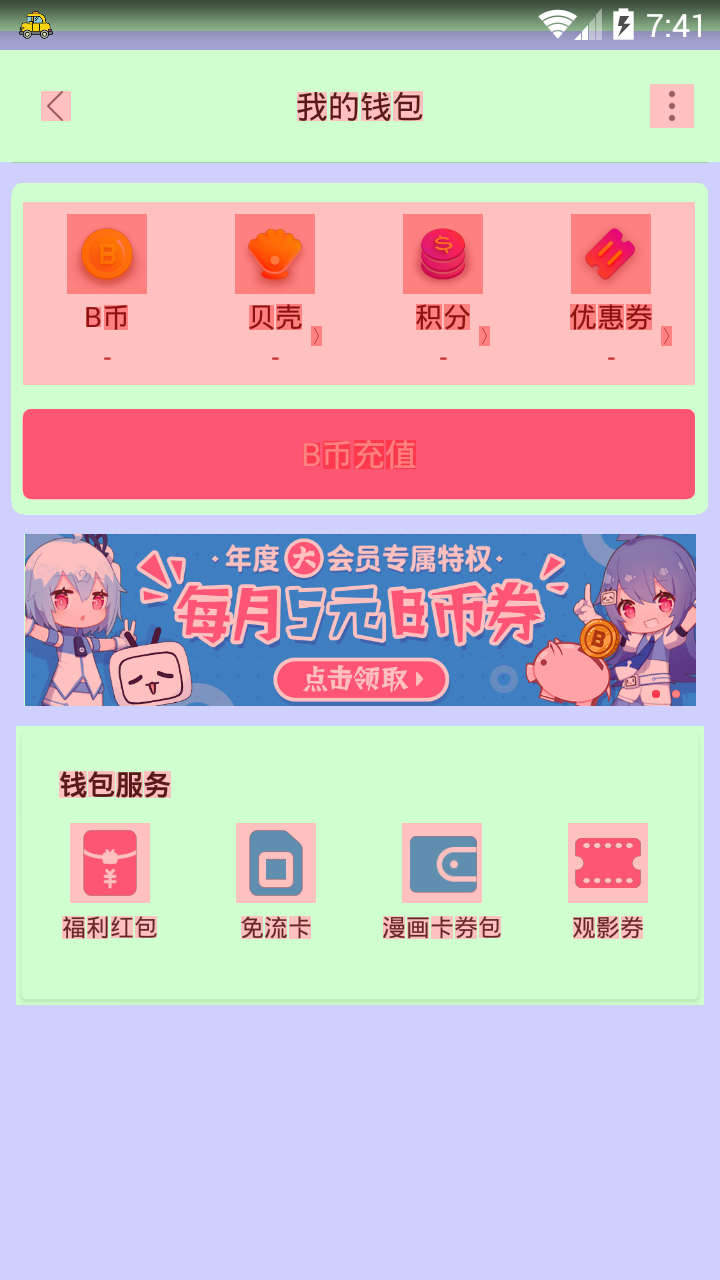 7:41
我的钱包
B币 贝壳 积分 优惠券
- - - -
B币充值
·年度大会员专属特权·
每月5元B币券
点击领取
钱包服务
福利红包 免流卡 漫画卡券包 观影券